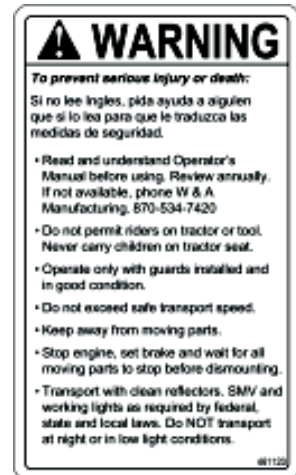 WARNING
To prevent serious injury or death:
Si no lee Ingles, pida ayuda a alguien
que si lo lea para que le traduzca las
medidas de seguridad.
• Read and understand Operator's
Manual before using. Review annually.
If not available, phone W & A
Manufacturing. 870-534-7420
• Do not permit riders on tractor or tool.
Never carry children on tractor seat.
• Operate only with guards installed and
in good condition.
• Do not exceed safe transport speed.
• Keep away from moving parts.
• Stop engine, set brake and wait for all
moving parts to stop before dismounting.
• Transport with clean reflectors, SMV and
working lights as required by federal,
state and local laws. Do NOT transport
at night or in low light conditions.